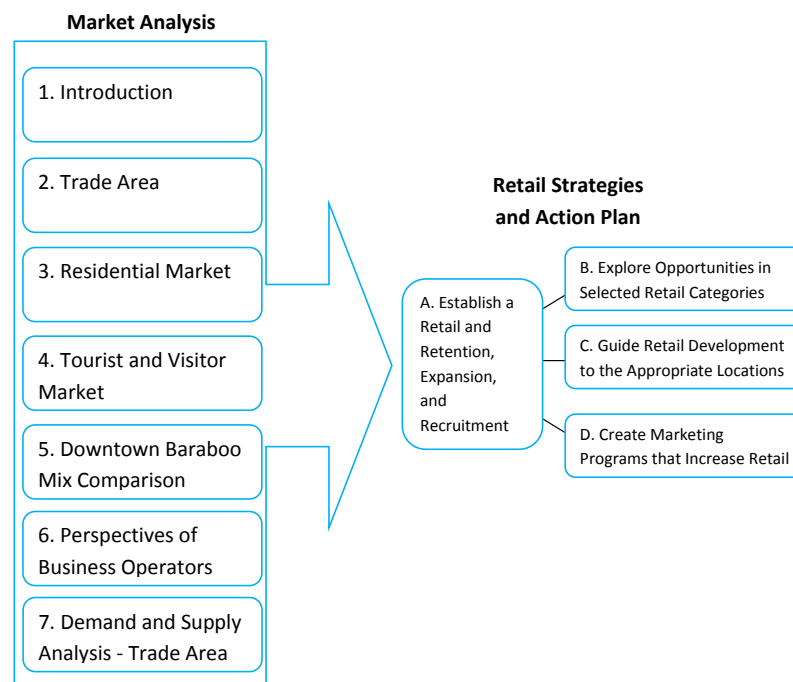 Market Analysis
1. Introduction
2. Trade Area
3. Residential Market
4. Tourist and Visitor
Market
5. Downtown Baraboo
Mix Comparison
6. Perspectives of
Business Operators
7. Demand and Supply
Analysis - Trade Area
Retail Strategies
and Action Plan
A. Establish a
Retail and
Retention,
Expansion,
and
Recruitment
B. Explore Opportunities in
Selected Retail Categories
C. Guide Retail Development
to the Appropriate Locations
D. Create Marketing
Programs that Increase Retail